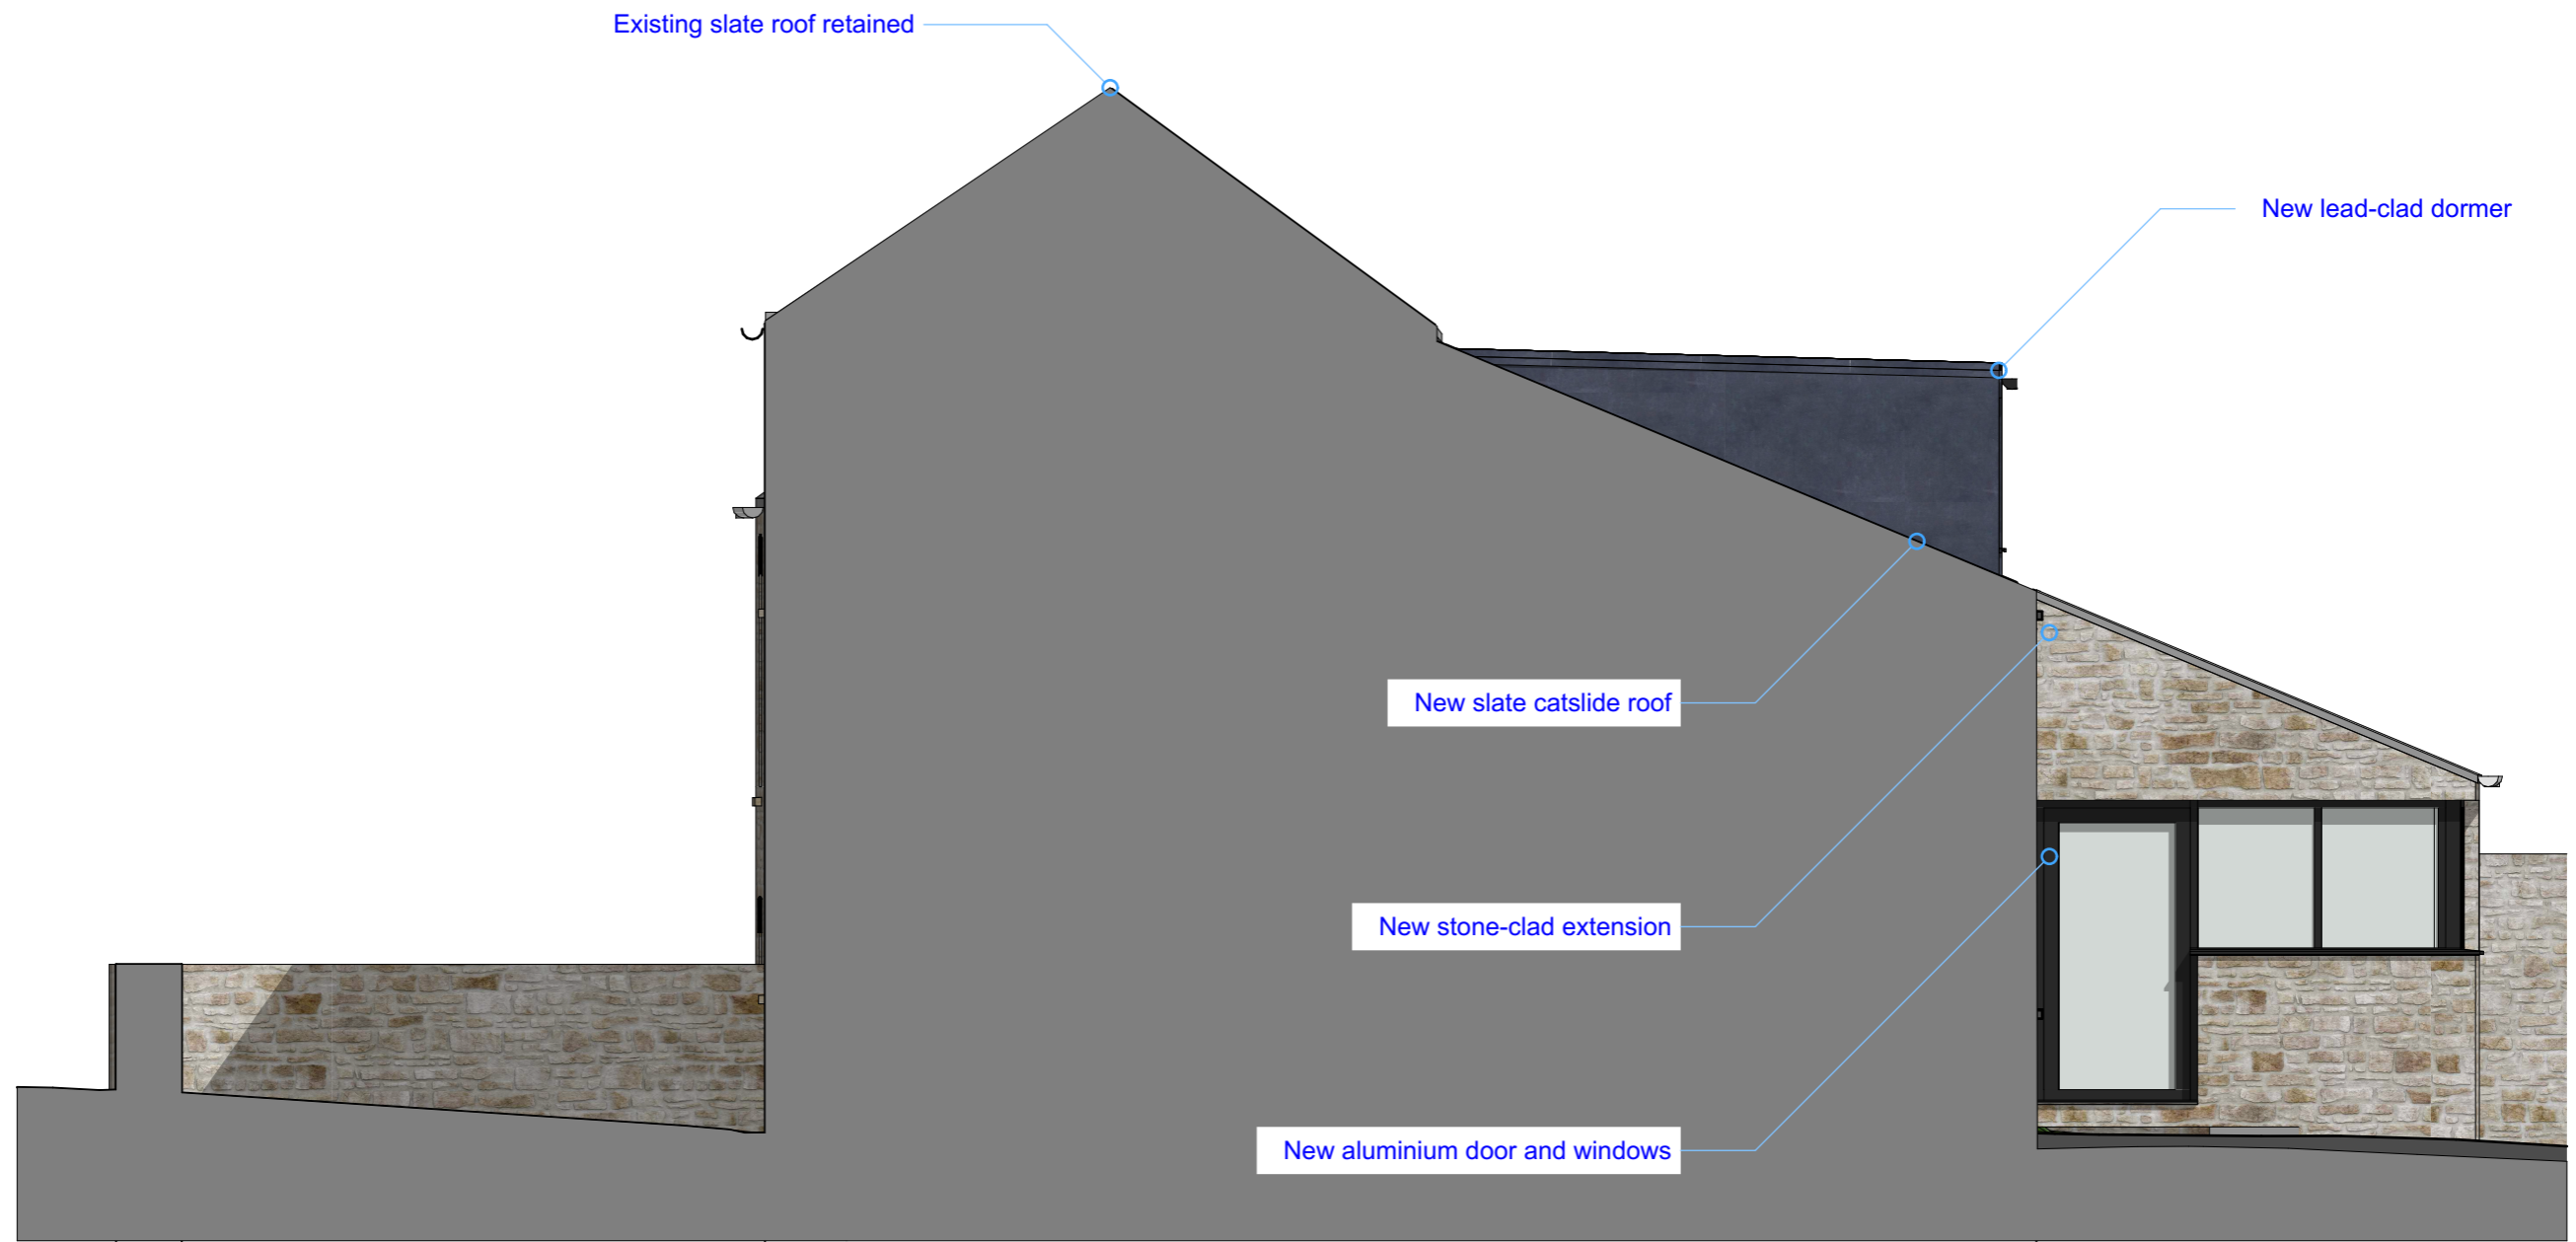 Existing slate roof retained
New lead-clad dormer
New slate catslide roof
New stone-clad extension
New aluminium door and windows